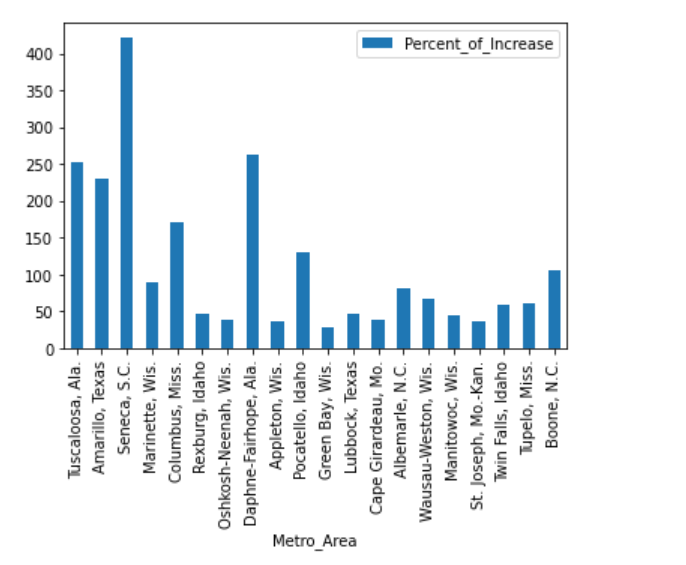 Percent_of_Increase
400
350
300
250
200
150
100
50
0
Tuscaloosa, Ala.
Amarillo, Texas
Seneca, S.C.
Marinette, Wis.
Columbus, Miss.
Rexburg, Idaho
Oshkosh-Neenah, Wis.
Daphne-Fairhope, Ala.
Appleton, Wis.
Pocatello, Idaho
Green Bay, Wis.
Lubbock, Texas
Cape Girardeau, Mo.
Albemarle, N.C.
Wausau-Weston, Wis.
Manitowoc, Wis.
St. Joseph, Mo.-Kan.
Twin Falls, Idaho
Tupelo, Miss.
Boone, N.C.
Metro_Area